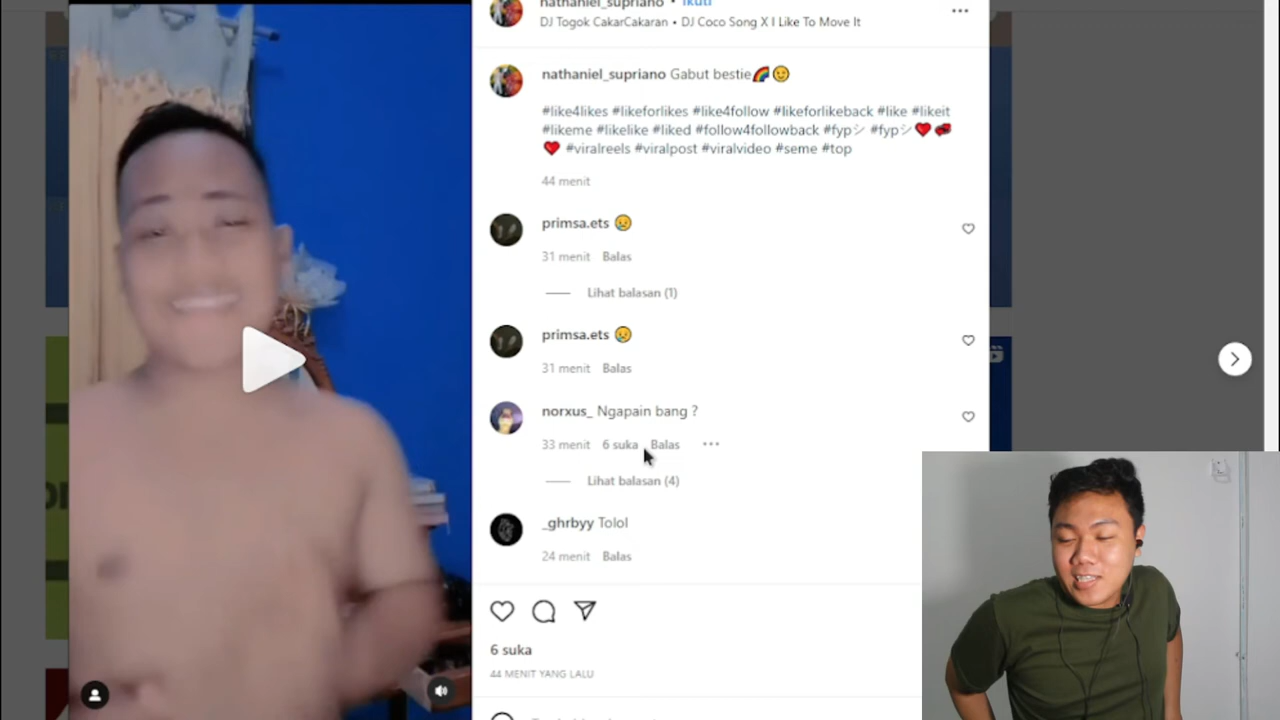 nathaniel_supriano • Ikuti
DJ Togok CakarCakaran • DJ Coco Song X I Like To Move It
nathaniel_supriano Gabut bestie🌈😉
#like4likes #likeforlikes #like4follow #likeforlikeback #like #likeit
#likeme #likelike #liked #follow4followback #fypシ #fypシ❤️💌
❤️ #viralreels #viralpost #viralvideo #seme #top
44 menit
primsa.ets 😥
31 menit Balas
Lihat balasan (1)
primsa.ets 😥
31 menit Balas
norxus_ Ngapain bang ?
33 menit 6 suka Balas
Lihat balasan (4)
_ghrbyy Tolol
24 menit Balas
6 suka
44 MENIT YANG LALU